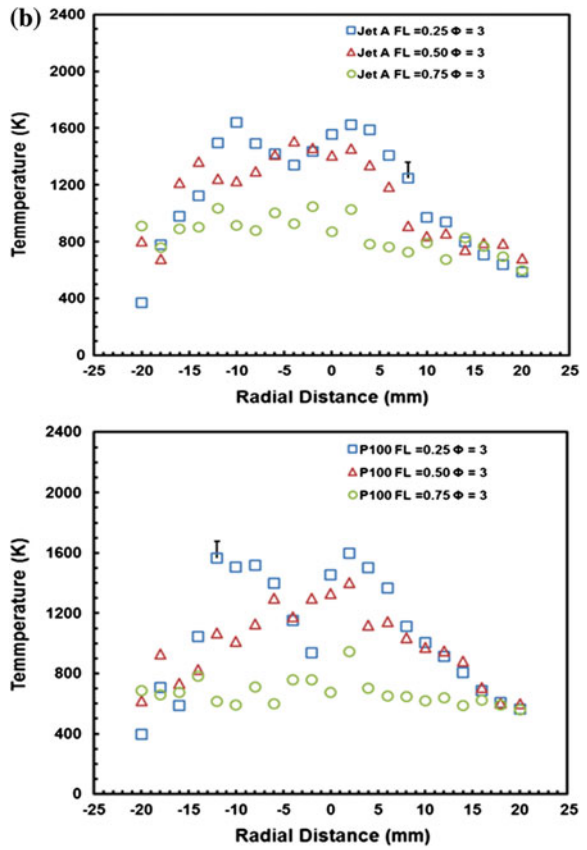 (b)
2400
2000
1600
1200
800
400
0
Temmperature (K)
Jet A FL =0.25 Φ = 3
Jet A FL =0.50 Φ = 3
Jet A FL =0.75 Φ = 3
-25 -20 -15 -10 -5 0 5 10 15 20 25
Radial Distance (mm)
2400
2000
1600
1200
800
400
0
Temmperature (K)
P100 FL =0.25 Φ = 3
P100 FL =0.50 Φ = 3
P100 FL =0.75 Φ = 3
-25 -20 -15 -10 -5 0 5 10 15 20 25
Radial Distance (mm)